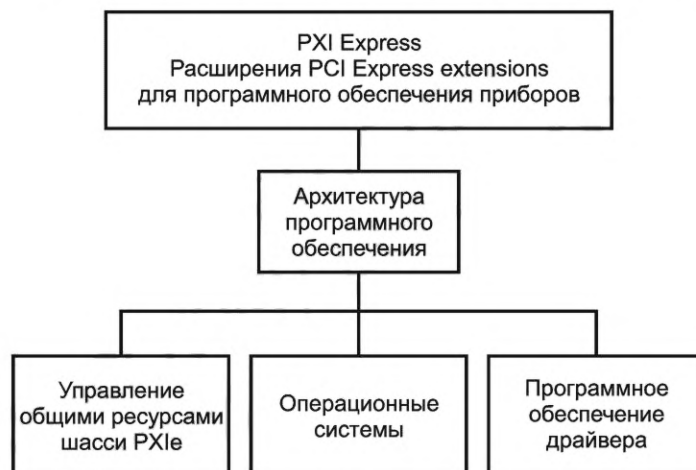 PXI Express
Расширения PCI Express extensions
для программного обеспечения приборов
Архитектура
программного
обеспечения
Управление
общими ресурсами
шасси PXIe
Операционные
системы
Программное
обеспечение
драйвера